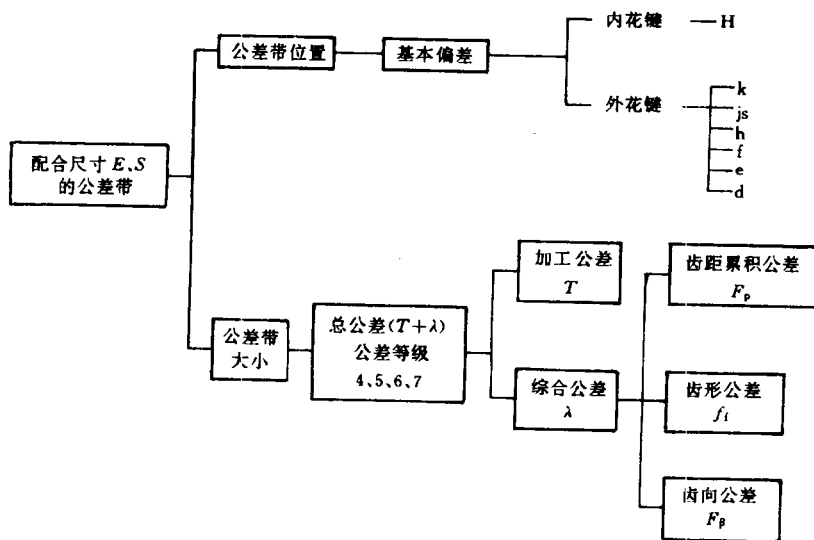 配合尺寸 E、S
的公差带
公差带位置
基本偏差
内花键
H
外花键
k
js
h
f
e
d
公差带
大小
总公差(T+λ)
公差等级
4、5、6、7
加工公差
T
综合公差
λ
齿距累积公差
Fp
齿形公差
ff
齿向公差
Fβ